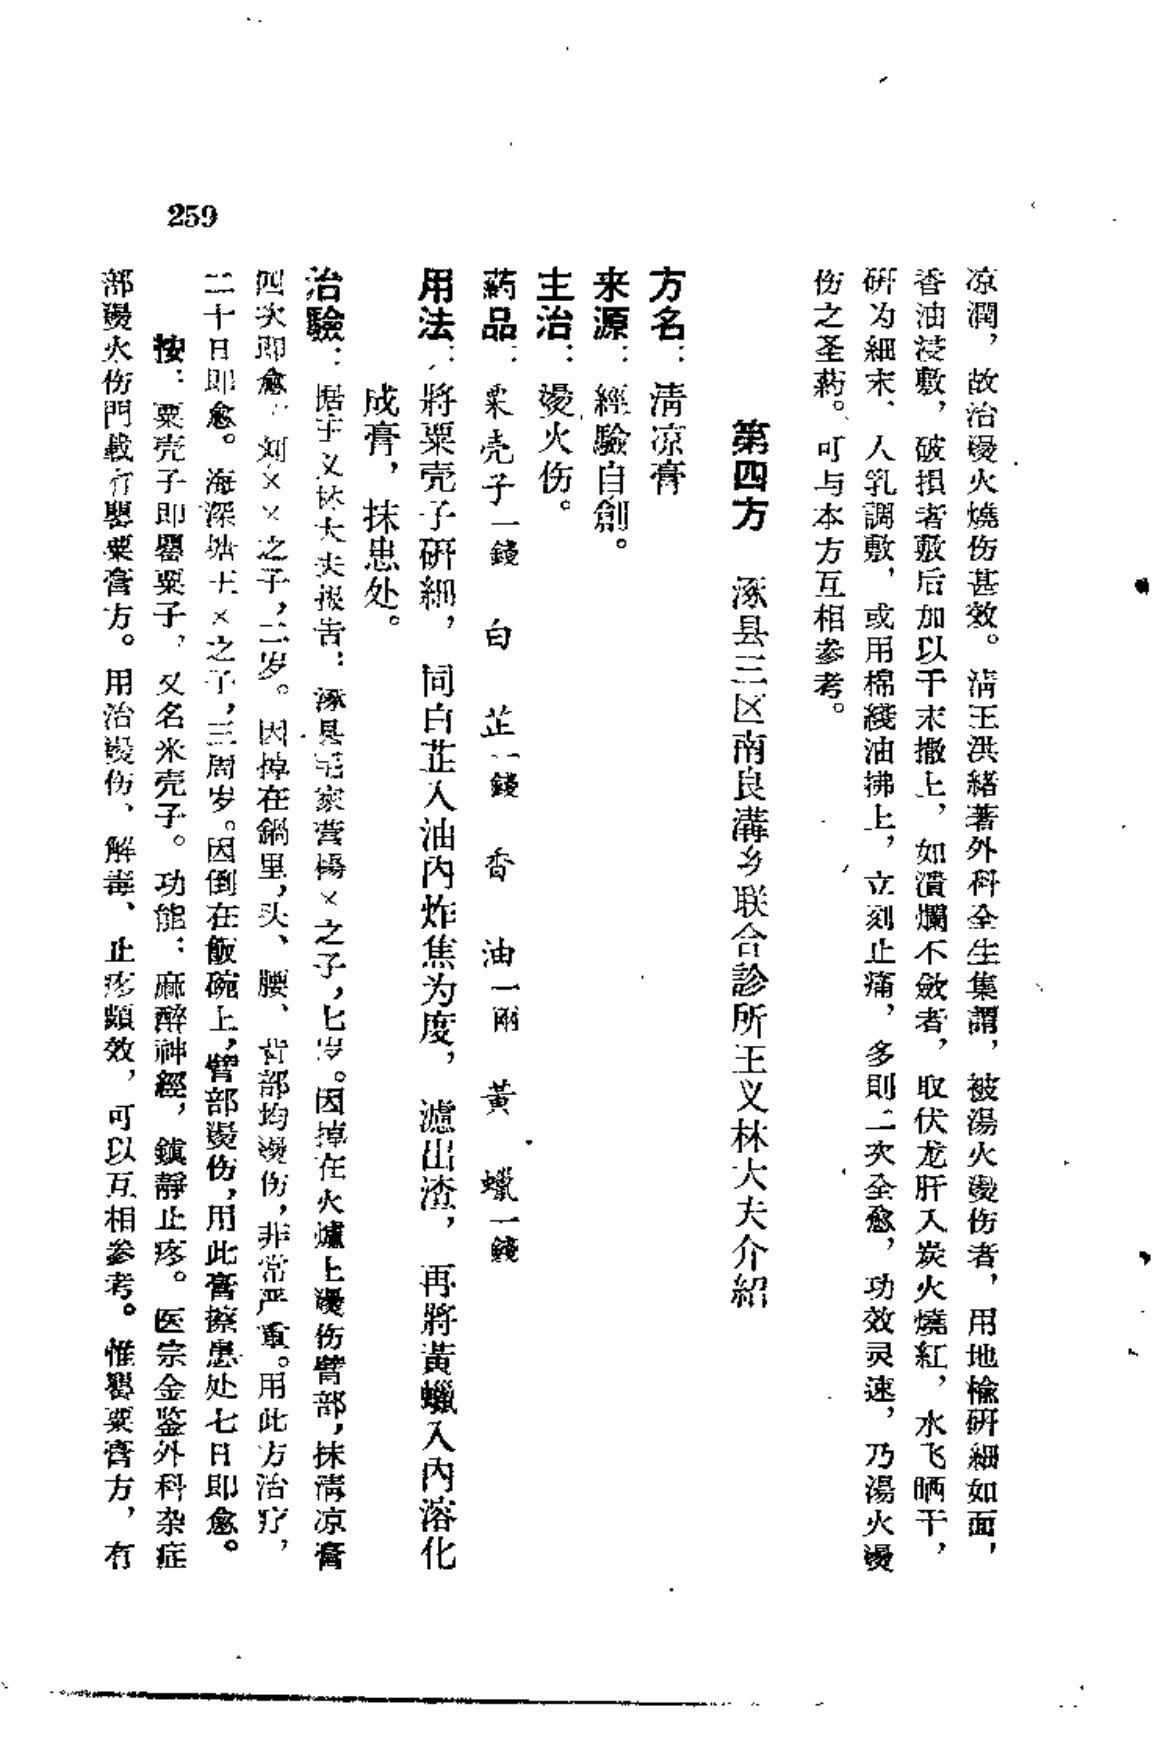 凉潤，故治燙火燒伤甚效。清王洪緒著外科全生集謂，被湯火燙伤者，用地楡硏細如面，
香油浸敷，破損者敷后加以干末撒上，如潰爛不斂者，取伏龙肝入炭火燒紅，水飞晒干，
硏为細末、人乳調敷，或用棉綫油拂上，立刻止痛，多則二次全愈，功效灵速，乃湯火燙
伤之圣葯。可与本方互相参考。
第四方　涿县三区南良溝乡联合診所王义林大夫介紹
方名：清凉膏
来源：經驗自創。
主治：燙火伤。
葯品：粟壳子一錢　白芷一錢　香油一兩　黃蠟一錢
用法：將粟壳子硏細，同白芷入油內炸焦为度，濾出渣，再將黃蠟入內溶化
成膏，抹患处。
治驗：据王义林大夫报告：涿县毛家营楊×之子，七岁。因掉在火爐上燙伤臂部，抹清凉膏
四次即愈。刘××之子，二岁。因掉在鍋里，头、腰、背部均燙伤，非常严重。用此方治疗，
二十日即愈。海深塘王×之子，三周岁。因倒在飯碗上，臂部燙伤，用此膏擦患处七日即愈。
按：粟壳子即罂粟子，又名米壳子。功能：麻醉神經，鎮靜止疼。医宗金鉴外科杂症
部燙火伤門載有罂粟膏方。用治燙伤、解毒、止疼頗效，可以互相参考。惟罂粟膏方，有
259